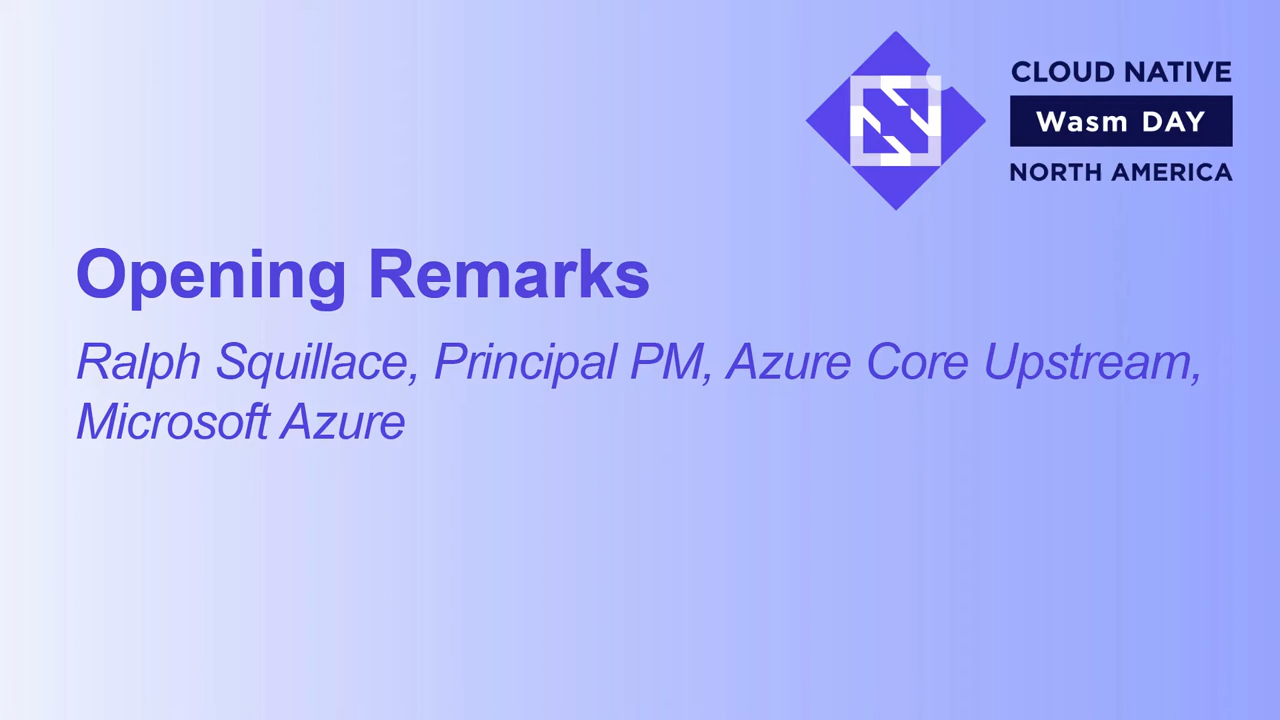 CLOUD NATIVE
Wasm DAY
NORTH AMERICA
Opening Remarks
Ralph Squillace, Principal PM, Azure Core Upstream,
Microsoft Azure